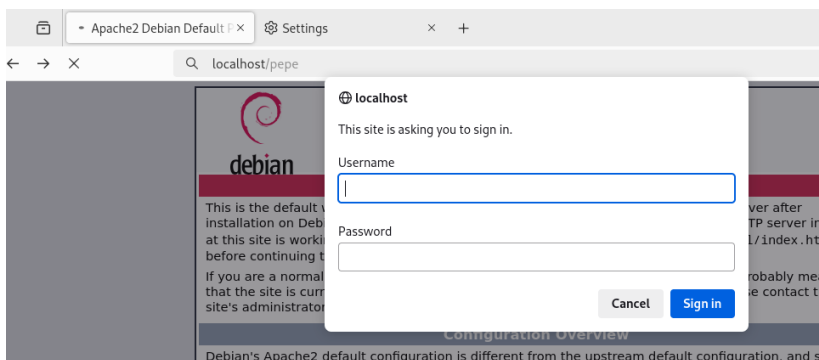 Apache2 Debian Default P
Settings
localhost/pepe
localhost
This site is asking you to sign in.
Username
Password
Cancel
Sign in
debian
This is the default
ver after
installation on Deb
TP server in
at this site is worki
l/index.ht
before continuing t
If you are a normal
robably mea
that the site is curr
se contact t
site's administrator
Configuration Overview
Debian's Apache2 default configuration is different from the upstream default configuration, and s